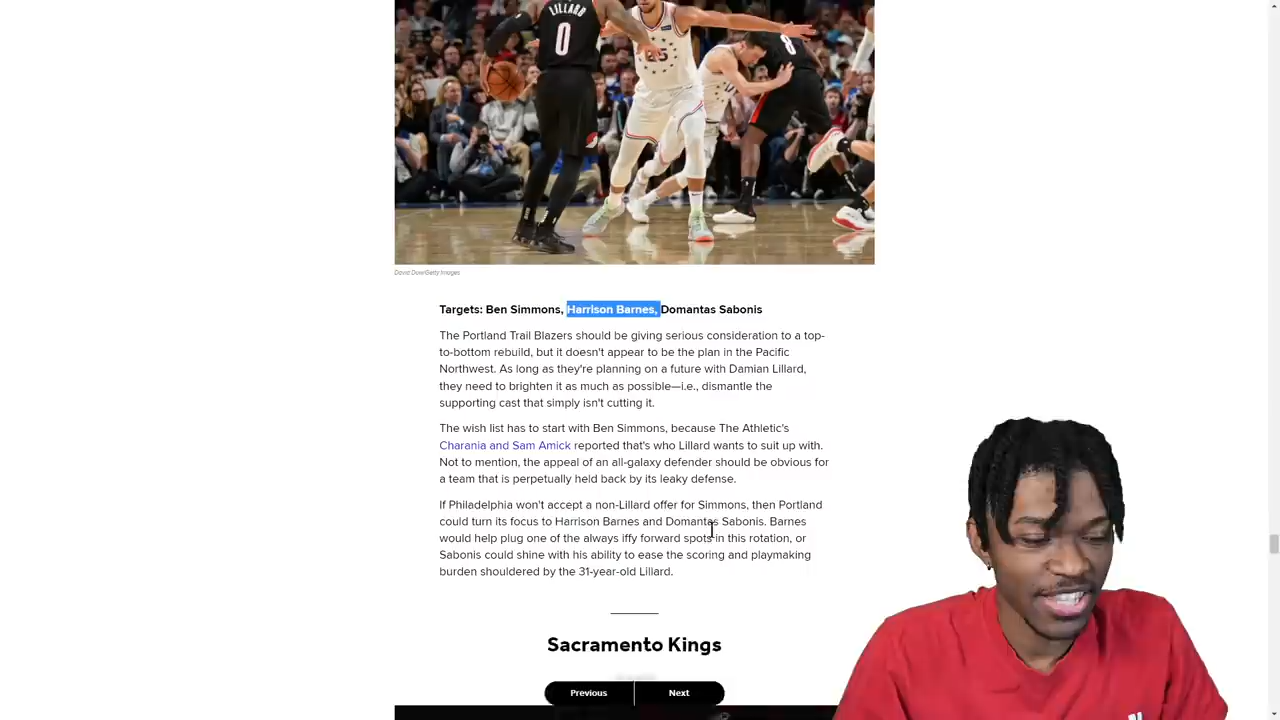 LILLARD
0
8
David Dow/Getty Images
Targets: Ben Simmons, Harrison Barnes, Domantas Sabonis
The Portland Trail Blazers should be giving serious consideration to a top-
to-bottom rebuild, but it doesn't appear to be the plan in the Pacific
Northwest. As long as they're planning on a future with Damian Lillard,
they need to brighten it as much as possible—i.e., dismantle the
supporting cast that simply isn't cutting it.
The wish list has to start with Ben Simmons, because The Athletic's
Charania and Sam Amick reported that's who Lillard wants to suit up with.
Not to mention, the appeal of an all-galaxy defender should be obvious for
a team that is perpetually held back by its leaky defense.
If Philadelphia won't accept a non-Lillard offer for Simmons, then Portland
could turn its focus to Harrison Barnes and Domantas Sabonis. Barnes
would help plug one of the always iffy forward spots in this rotation, or
Sabonis could shine with his ability to ease the scoring and playmaking
burden shouldered by the 31-year-old Lillard.
Sacramento Kings
Previous
Next